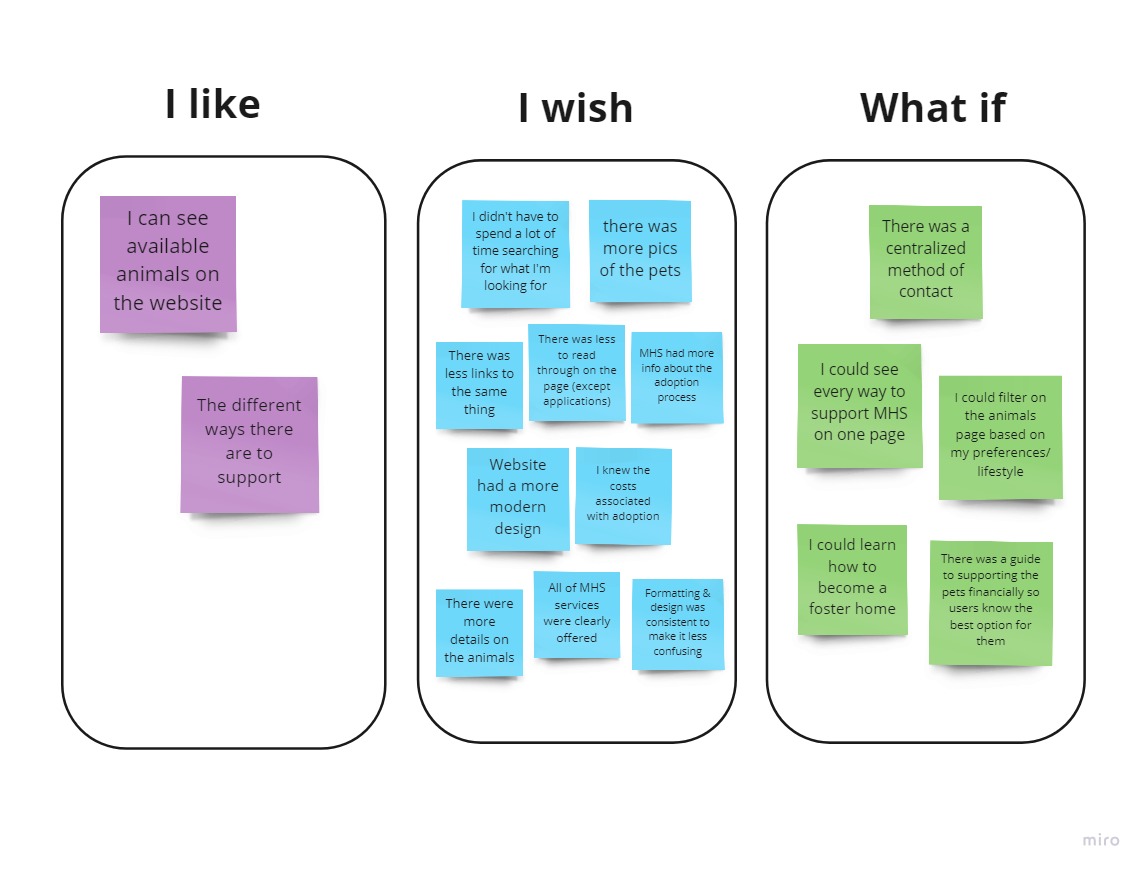 I like
I wish
What if
I can see
available
animals on
the website
The different
ways there
are to
support
I didn't have to
spend a lot of
time searching
for what I'm
looking for
there was
more pics
of the pets
There was
less links to
the same
thing
There was less
to read
through on the
page (except
applications)
MHS had more
info about the
adoption
process
Website
had a more
modern
design
I knew the
costs
associated
with adoption
There were
more
details on
the animals
All of MHS
services
were clearly
offered
Formatting &
design was
consistent to
make it less
confusing
There was a
centralized
method of
contact
I could see
every way to
support MHS
on one page
I could filter on
the animals
page based on
my preferences/
lifestyle
I could learn
how to
become a
foster home
There was a guide
to supporting the
pets financially so
users know the
best option for
them
miro